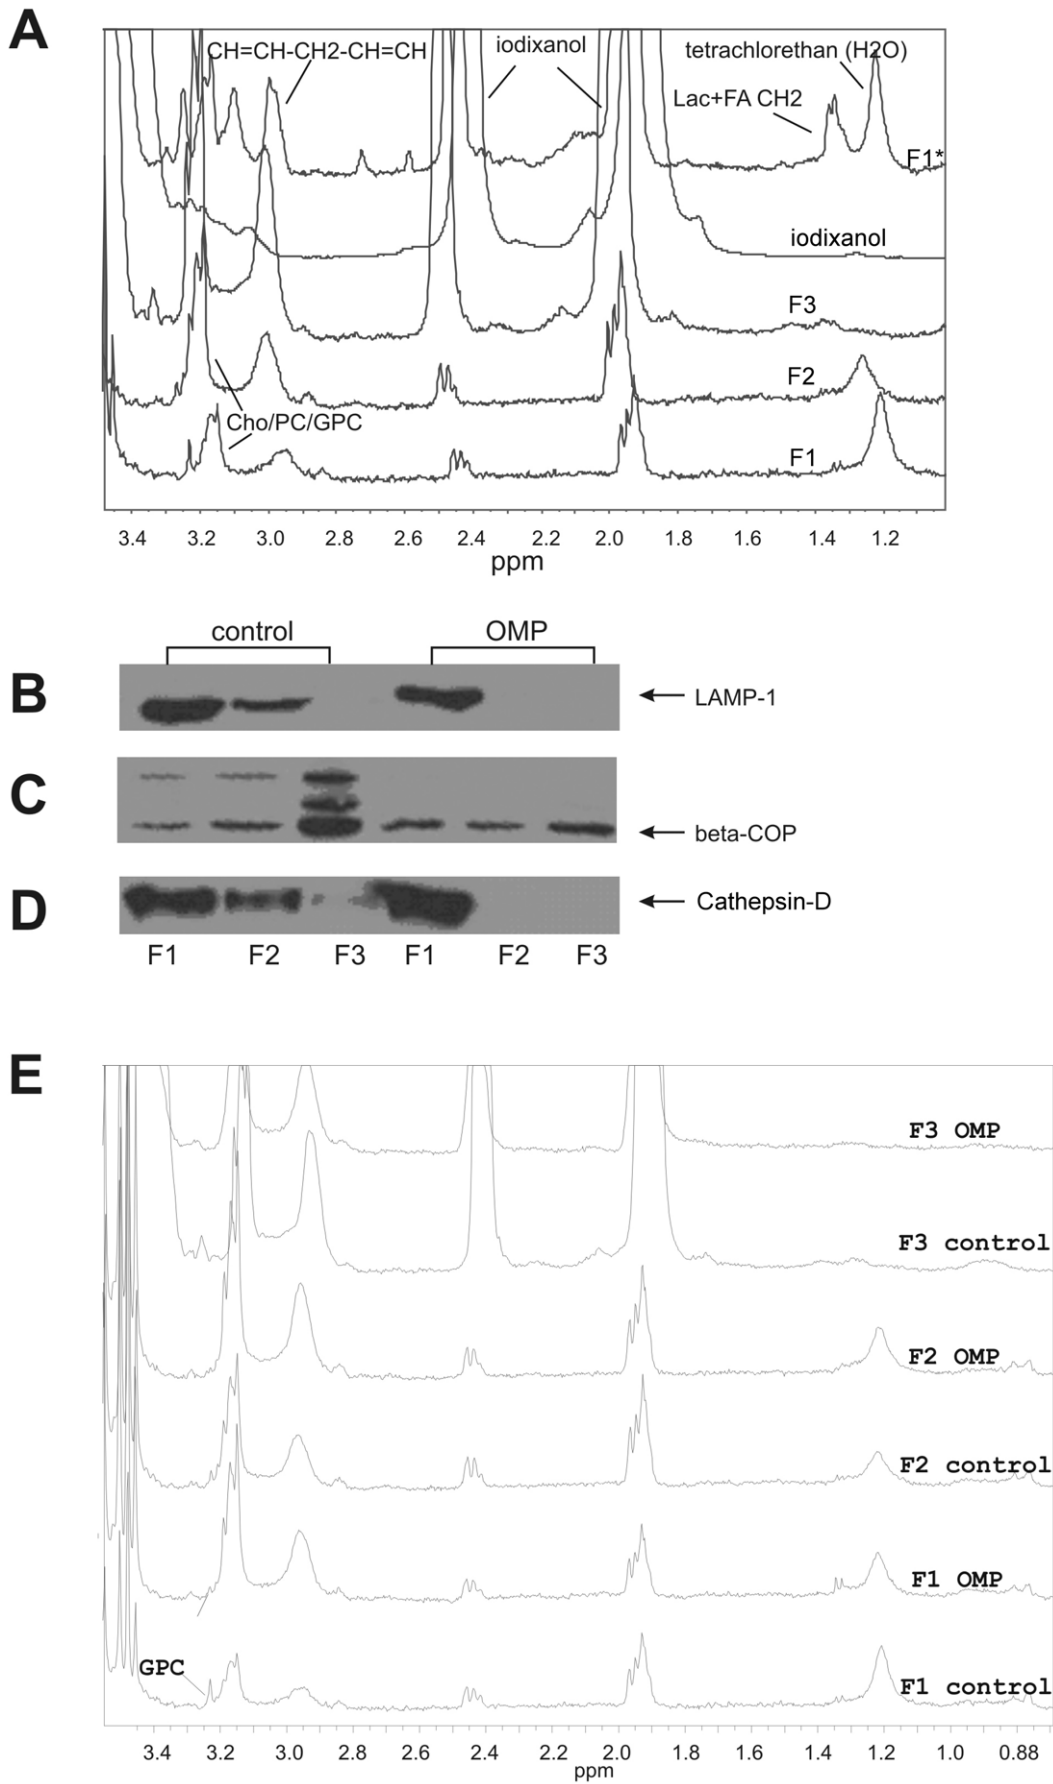 A
CH=CH-CH2-CH=CH
iodixanol
tetrachlorethan (H2O)
Lac+FA CH2
F1*
iodixanol
F3
F2
Cho/PC/GPC
F1
3.4 3.2 3.0 2.8 2.6 2.4 2.2 2.0 1.8 1.6 1.4 1.2
ppm
control OMP
B LAMP-1
C beta-COP
D Cathepsin-D
F1 F2 F3 F1 F2 F3
E
F3 OMP
F3 control
F2 OMP
F2 control
F1 OMP
GPC
F1 control
3.4 3.2 3.0 2.8 2.6 2.4 2.2 2.0 1.8 1.6 1.4 1.2 1.0 0.88
ppm